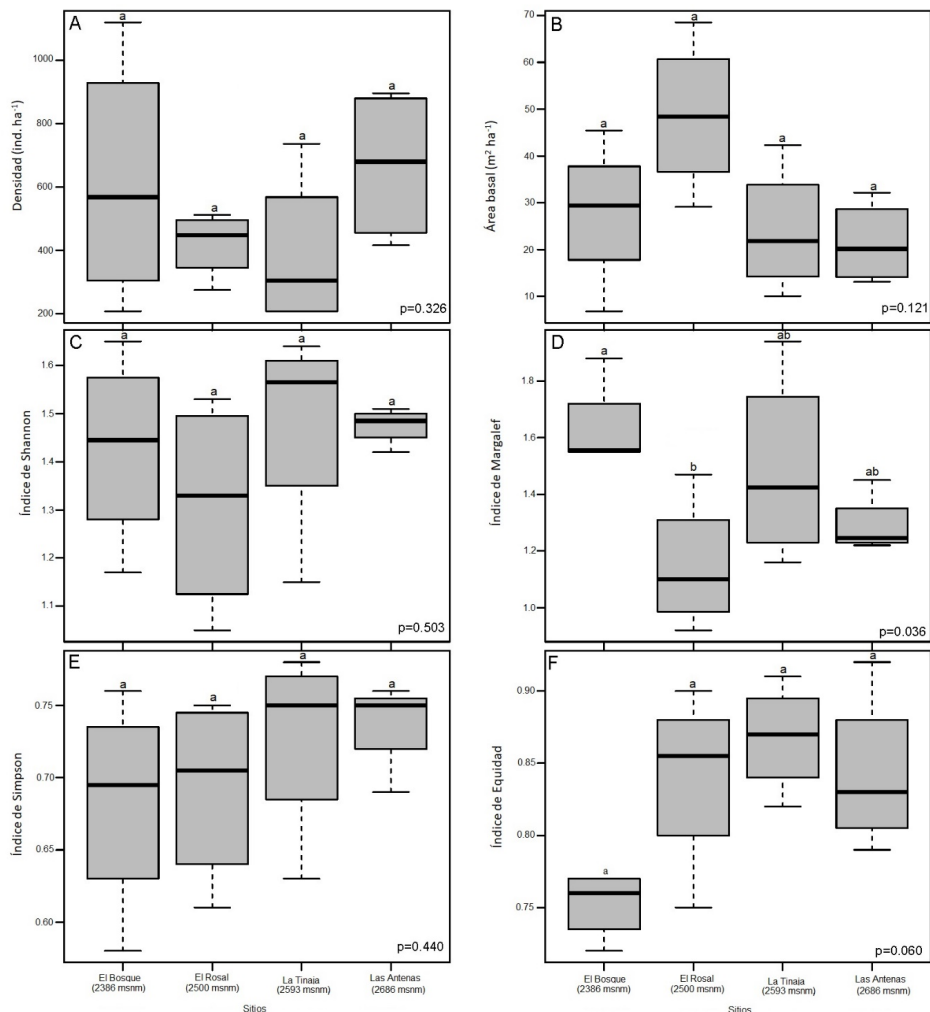 A
Densidad (ind. ha⁻¹)
1000
800
600
400
200
a
a
a
a
p=0.326
B
Área basal (m² ha⁻¹)
70
60
50
40
30
20
10
a
a
a
a
p=0.121
C
Índice de Shannon
1.6
1.5
1.4
1.3
1.2
1.1
a
a
a
a
p=0.503
D
Índice de Margalef
1.8
1.6
1.4
1.2
1.0
a
b
ab
ab
p=0.036
E
Índice de Simpson
0.75
0.70
0.65
0.60
a
a
a
a
p=0.440
El Bosque
(2386 msnm)
El Rosal
(2500 msnm)
La Tinaja
(2593 msnm)
Las Antenas
(2686 msnm)
Sitios
F
Índice de Equidad
0.90
0.85
0.80
0.75
a
a
a
a
p=0.060
El Bosque
(2386 msnm)
El Rosal
(2500 msnm)
La Tinaja
(2593 msnm)
Las Antenas
(2686 msnm)
Sitios